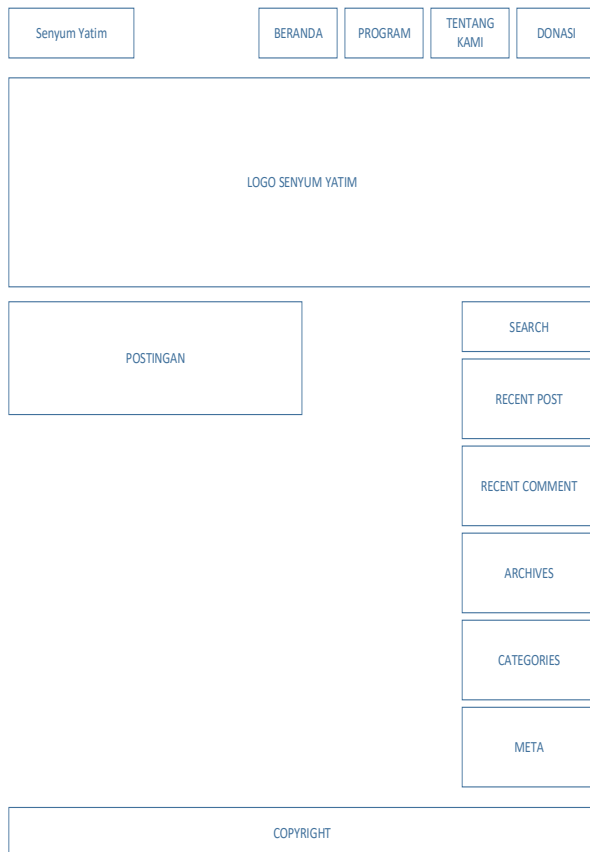 Senyum Yatim
BERANDA
PROGRAM
TENTANG
KAMI
DONASI
LOGO SENYUM YATIM
POSTINGAN
SEARCH
RECENT POST
RECENT COMMENT
ARCHIVES
CATEGORIES
META
COPYRIGHT